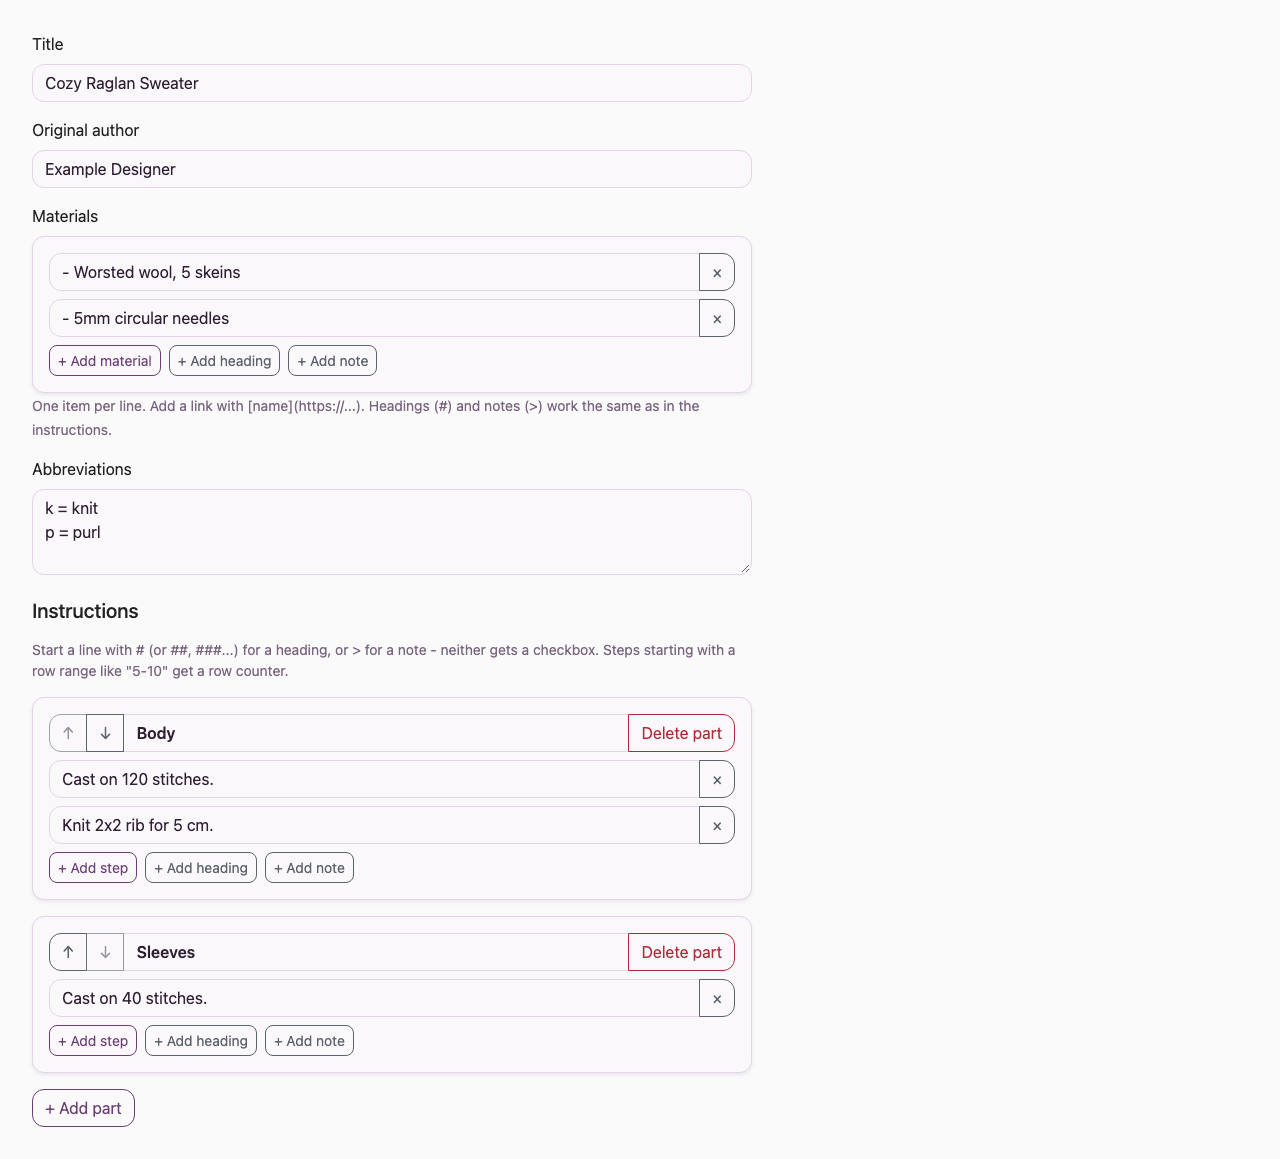 Title
Cozy Raglan Sweater
Original author
Example Designer
Materials
- Worsted wool, 5 skeins ×
- 5mm circular needles ×
+ Add material + Add heading + Add note
One item per line. Add a link with [name](https://...). Headings (#) and notes (>) work the same as in the
instructions.
Abbreviations
k = knit
p = purl
Instructions
Start a line with # (or ##, ###...) for a heading, or > for a note - neither gets a checkbox. Steps starting with a
row range like "5-10" get a row counter.
↑ ↓ Body Delete part
Cast on 120 stitches. ×
Knit 2x2 rib for 5 cm. ×
+ Add step + Add heading + Add note
↑ ↓ Sleeves Delete part
Cast on 40 stitches. ×
+ Add step + Add heading + Add note
+ Add part